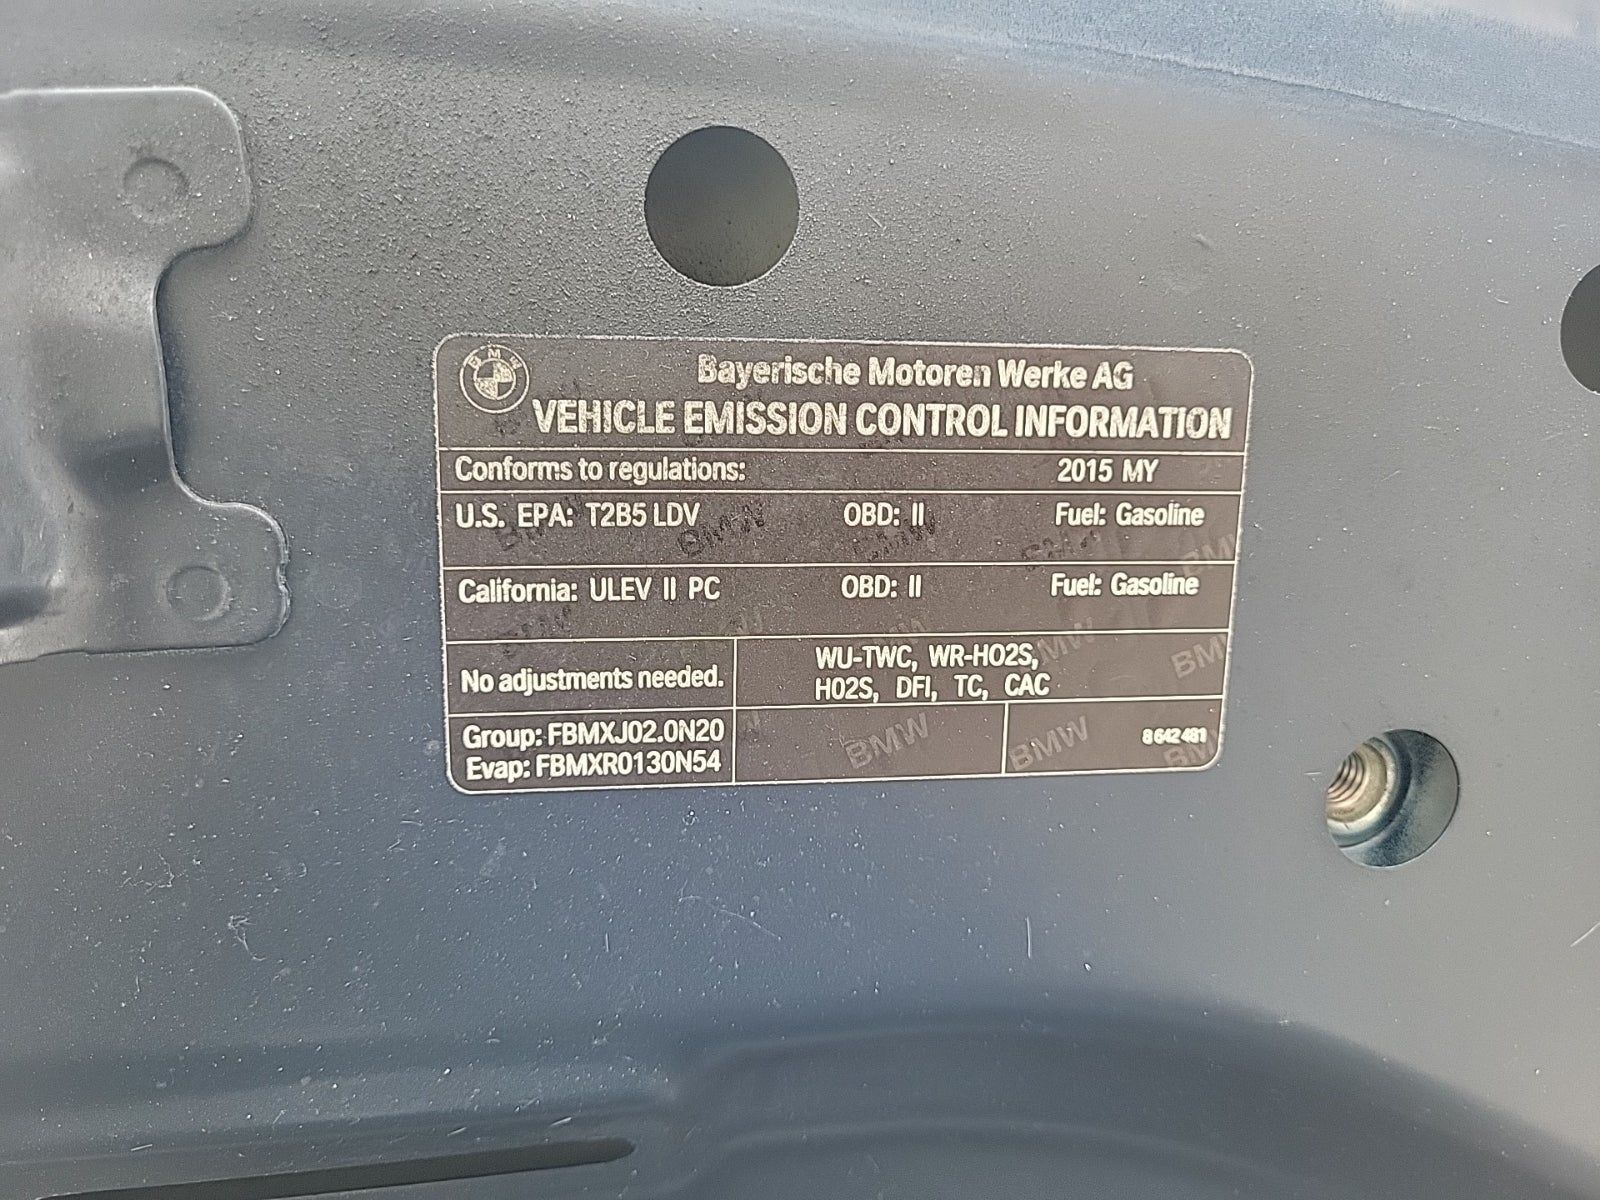 BMW
Bayerische Motoren Werke AG
VEHICLE EMISSION CONTROL INFORMATION
Conforms to regulations: 2015 MY
U.S. EPA: T2B5 LDV OBD: II Fuel: Gasoline
California: ULEV II PC OBD: II Fuel: Gasoline
No adjustments needed.
WU-TWC, WR-HO2S,
HO2S, DFI, TC, CAC
Group: FBMXJ02.0N20
Evap: FBMXR0130N54
8 642 481